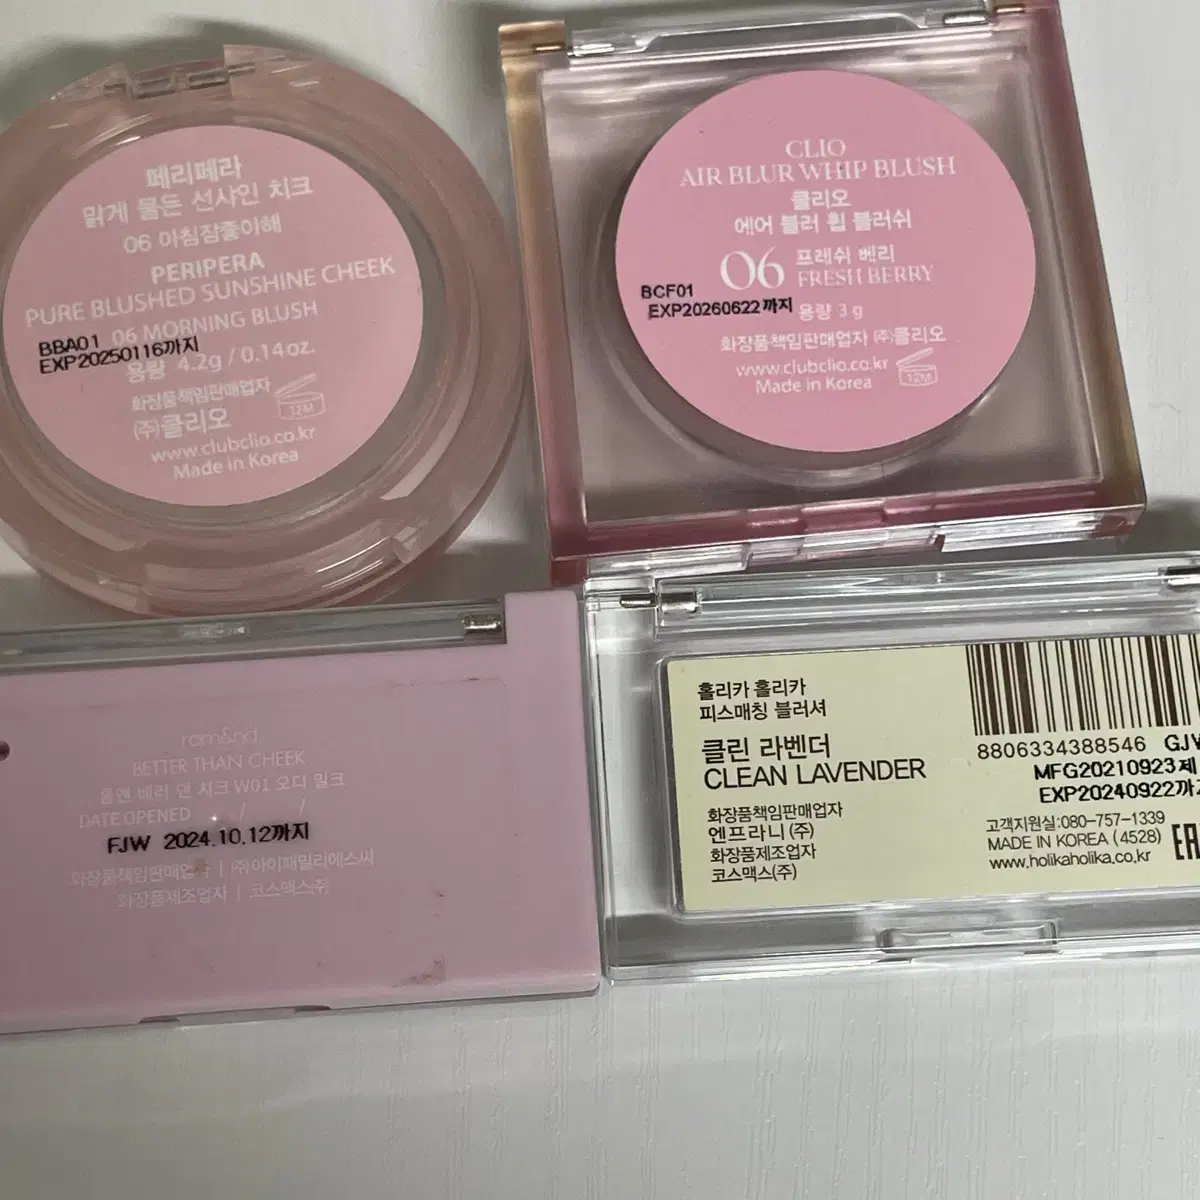 페리페라
맑게 물든 선샤인 치크
06 아침잠좋아해
PERIPERA
PURE BLUSHED SUNSHINE CHEEK
06 MORNING BLUSH
BBA01
EXP20250116까지
용량 4.2g / 0.14oz.
화장품책임판매업자
(주)클리오
12M
www.clubclio.co.kr
Made in Korea
CLIO
AIR BLUR WHIP BLUSH
클리오
에어 블러 휩 블러쉬
06 프레쉬 베리
FRESH BERRY
BCF01
EXP20260622까지
용량 3 g
화장품책임판매업자 ㈜클리오
www.clubclio.co.kr
Made in Korea
12M
rom&nd
BETTER THAN CHEEK
롬앤 베러 댄 치크 W01 오디 밀크
DATE OPENED / /
FJW 2024.10.12까지
화장품책임판매업자 | ㈜아이패밀리에스씨
화장품제조업자 | 코스맥스㈜
홀리카 홀리카
피스매칭 블러셔
클린 라벤더
CLEAN LAVENDER
화장품책임판매업자
엔프라니 (주)
화장품제조업자
코스맥스(주)
8806334388546 GJW
MFG20210923제
EXP20240922까지
고객지원실:080-757-1339
MADE IN KOREA (4528)
www.holikaholika.co.kr